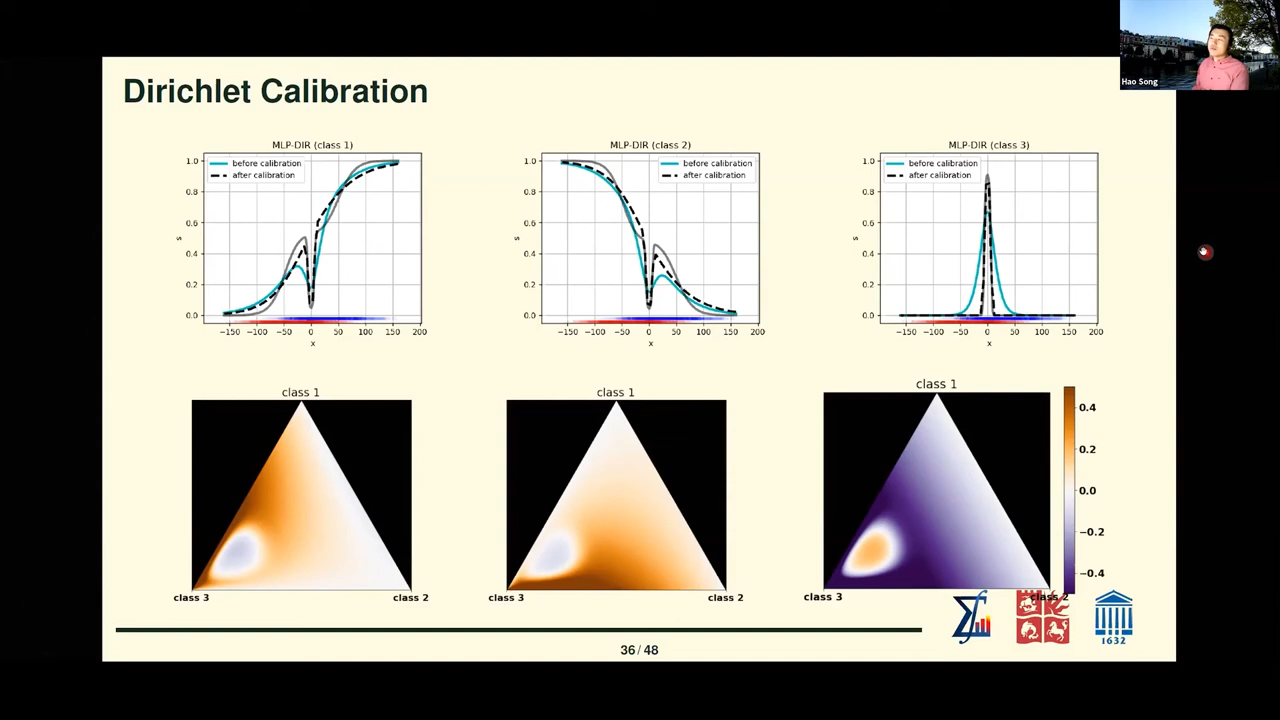 Hao Song
Dirichlet Calibration
MLP-DIR (class 1)
before calibration
after calibration
1.0
0.8
0.6
0.4
0.2
0.0
s
−150 −100 −50 0 50 100 150 200
x
MLP-DIR (class 2)
before calibration
after calibration
1.0
0.8
0.6
0.4
0.2
0.0
s
−150 −100 −50 0 50 100 150 200
x
MLP-DIR (class 3)
before calibration
after calibration
1.0
0.8
0.6
0.4
0.2
0.0
s
−150 −100 −50 0 50 100 150 200
x
class 1
class 3 class 2
class 1
class 3 class 2
class 1
class 3 class 2
0.4
0.2
0.0
−0.2
−0.4
1632
36 / 48